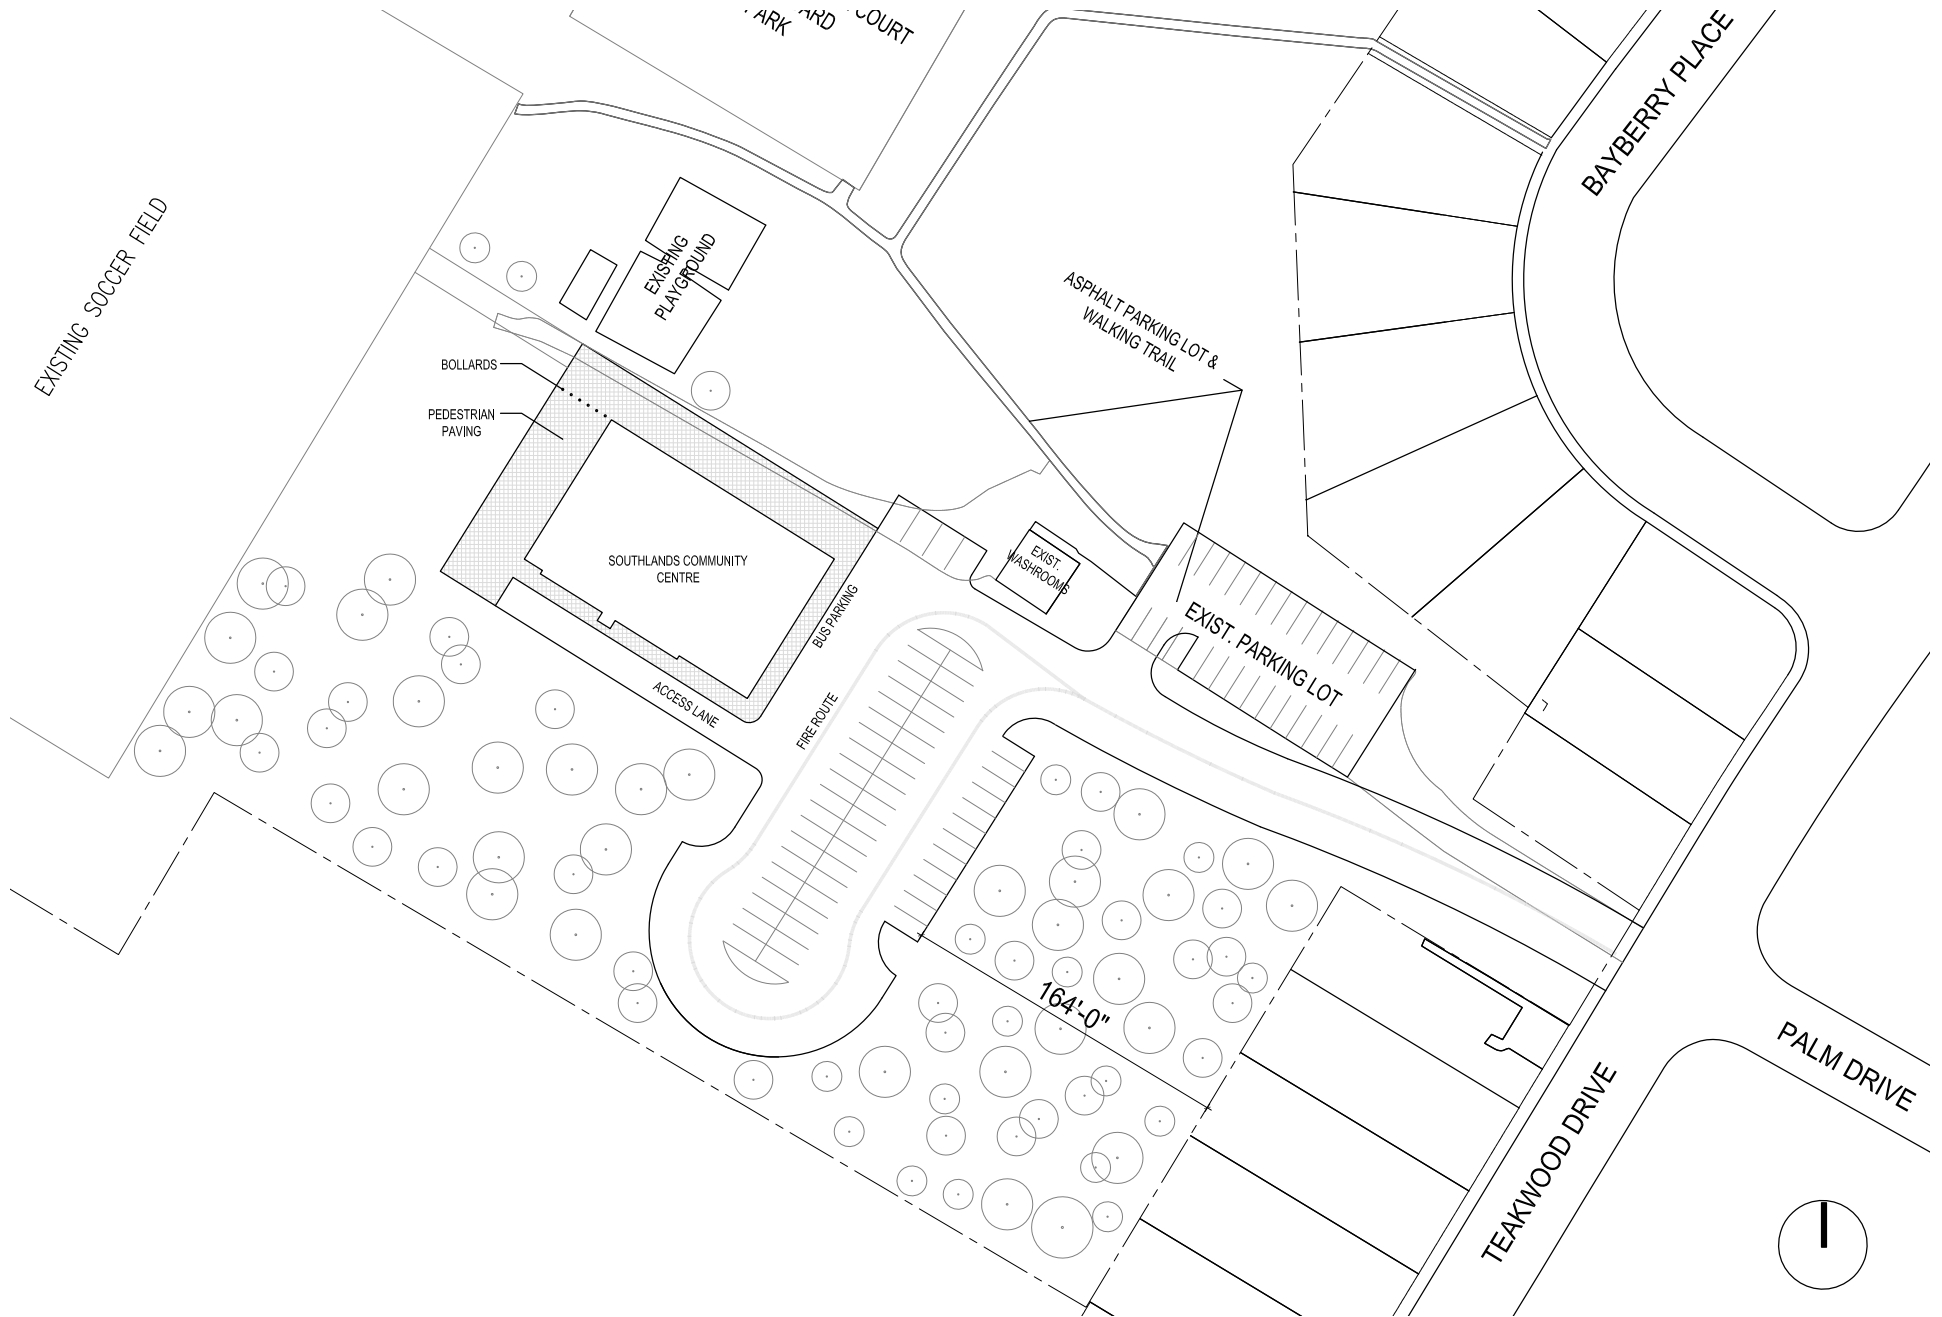 COURT
PARK
BAYBERRY PLACE
EXISTING SOCCER FIELD
EXISTING
PLAYGROUND
ASPHALT PARKING LOT &
WALKING TRAIL
BOLLARDS
PEDESTRIAN
PAVING
SOUTHLANDS COMMUNITY
CENTRE
EXIST.
WASHROOMS
BUS PARKING
EXIST. PARKING LOT
ACCESS LANE
FIRE ROUTE
164'-0"
PALM DRIVE
TEAKWOOD DRIVE